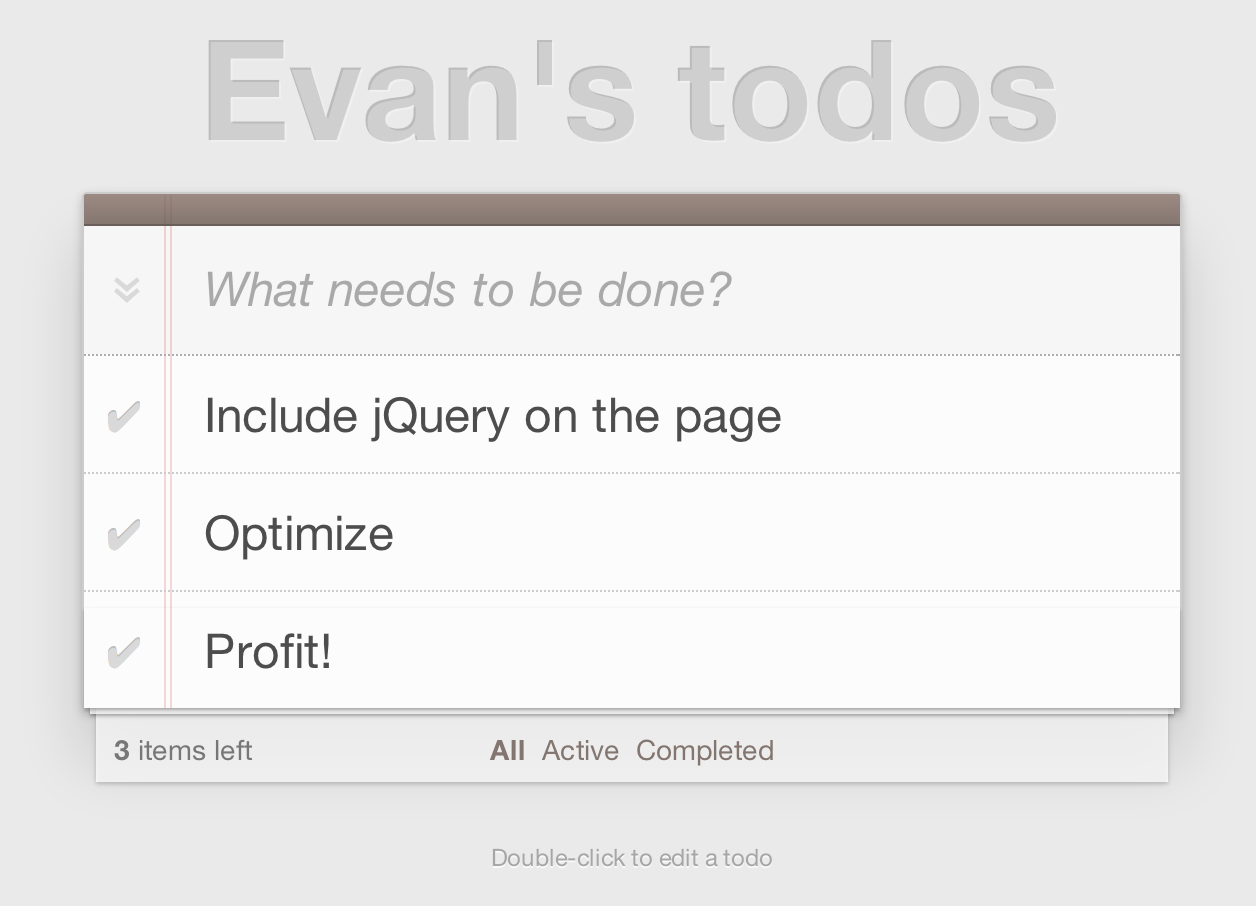 Evan's todos
What needs to be done?
Include jQuery on the page
Optimize
Profit!
3 items left All Active Completed
Double-click to edit a todo